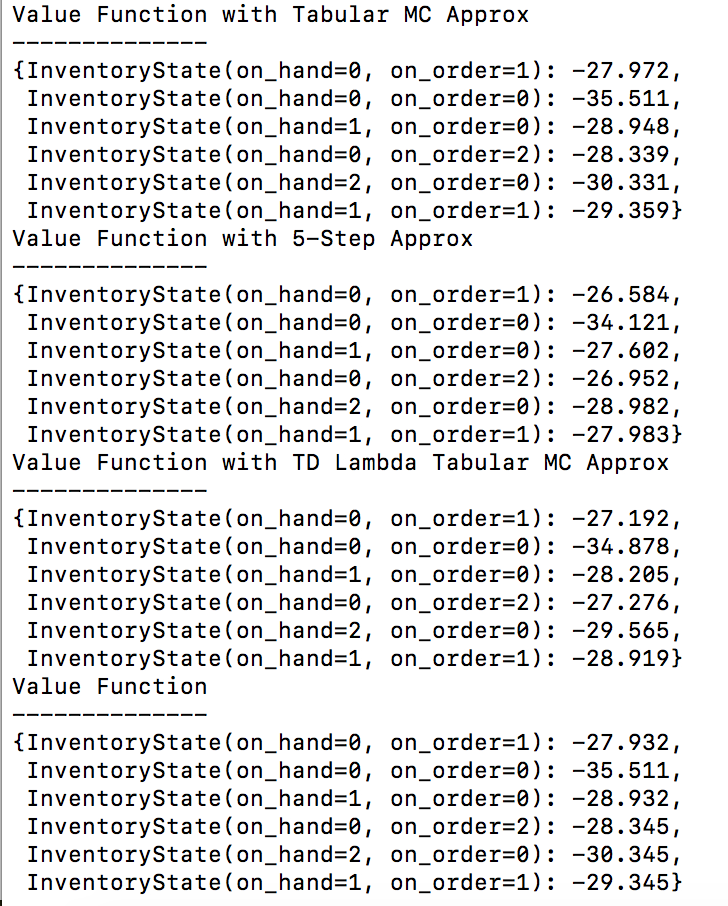 Value Function with Tabular MC Approx
--------------
{InventoryState(on_hand=0, on_order=1): -27.972,
 InventoryState(on_hand=0, on_order=0): -35.511,
 InventoryState(on_hand=1, on_order=0): -28.948,
 InventoryState(on_hand=0, on_order=2): -28.339,
 InventoryState(on_hand=2, on_order=0): -30.331,
 InventoryState(on_hand=1, on_order=1): -29.359}
Value Function with 5-Step Approx
--------------
{InventoryState(on_hand=0, on_order=1): -26.584,
 InventoryState(on_hand=0, on_order=0): -34.121,
 InventoryState(on_hand=1, on_order=0): -27.602,
 InventoryState(on_hand=0, on_order=2): -26.952,
 InventoryState(on_hand=2, on_order=0): -28.982,
 InventoryState(on_hand=1, on_order=1): -27.983}
Value Function with TD Lambda Tabular MC Approx
--------------
{InventoryState(on_hand=0, on_order=1): -27.192,
 InventoryState(on_hand=0, on_order=0): -34.878,
 InventoryState(on_hand=1, on_order=0): -28.205,
 InventoryState(on_hand=0, on_order=2): -27.276,
 InventoryState(on_hand=2, on_order=0): -29.565,
 InventoryState(on_hand=1, on_order=1): -28.919}
Value Function
--------------
{InventoryState(on_hand=0, on_order=1): -27.932,
 InventoryState(on_hand=0, on_order=0): -35.511,
 InventoryState(on_hand=1, on_order=0): -28.932,
 InventoryState(on_hand=0, on_order=2): -28.345,
 InventoryState(on_hand=2, on_order=0): -30.345,
 InventoryState(on_hand=1, on_order=1): -29.345}